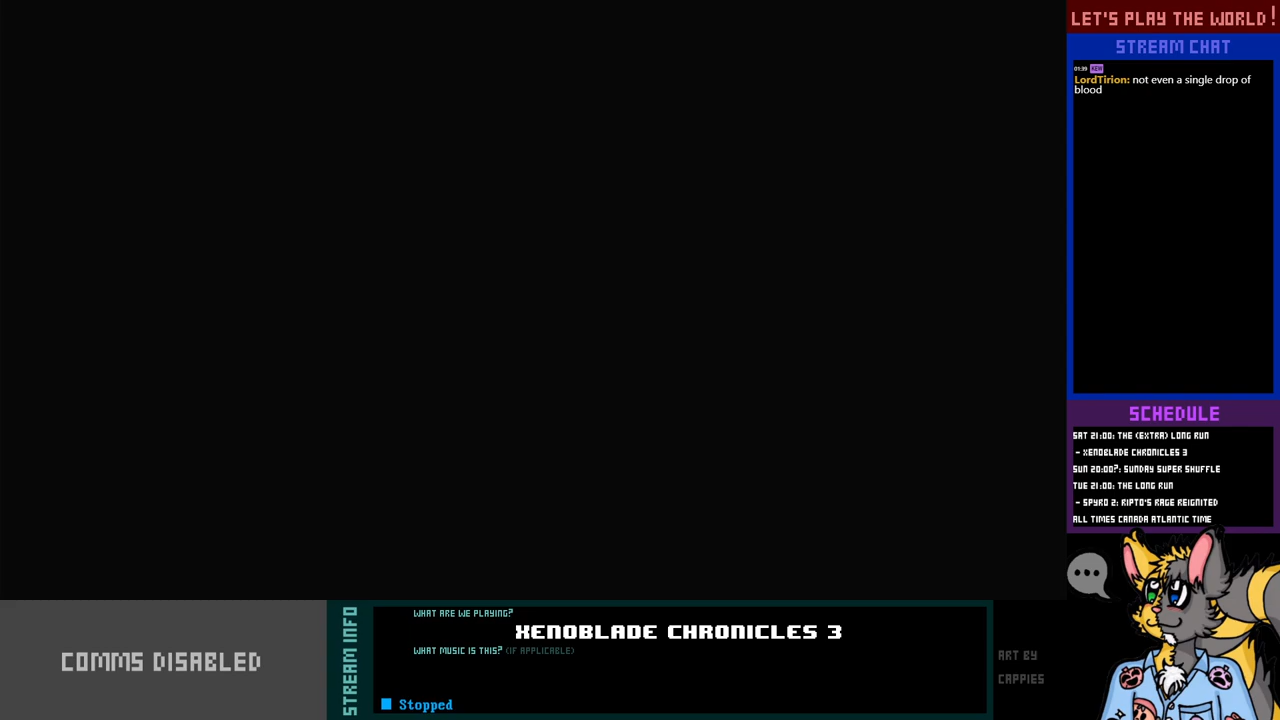 LET'S PLAY THE WORLD!
STREAM CHAT
01:39 NEW
LordTirion: not even a single drop of
blood
SCHEDULE
SAT 21:00: THE (EXTRA) LONG RUN
- XENOBLADE CHRONICLES 3
SUN 20:00?: SUNDAY SUPER SHUFFLE
TUE 21:00: THE LONG RUN
- SPYRO 2: RIPTO'S RAGE REIGNITED
ALL TIMES CANADA ATLANTIC TIME
COMMS DISABLED
STREAM INFO
WHAT ARE WE PLAYING?
XENOBLADE CHRONICLES 3
WHAT MUSIC IS THIS? (IF APPLICABLE)
Stopped
ART BY
CAPPIES